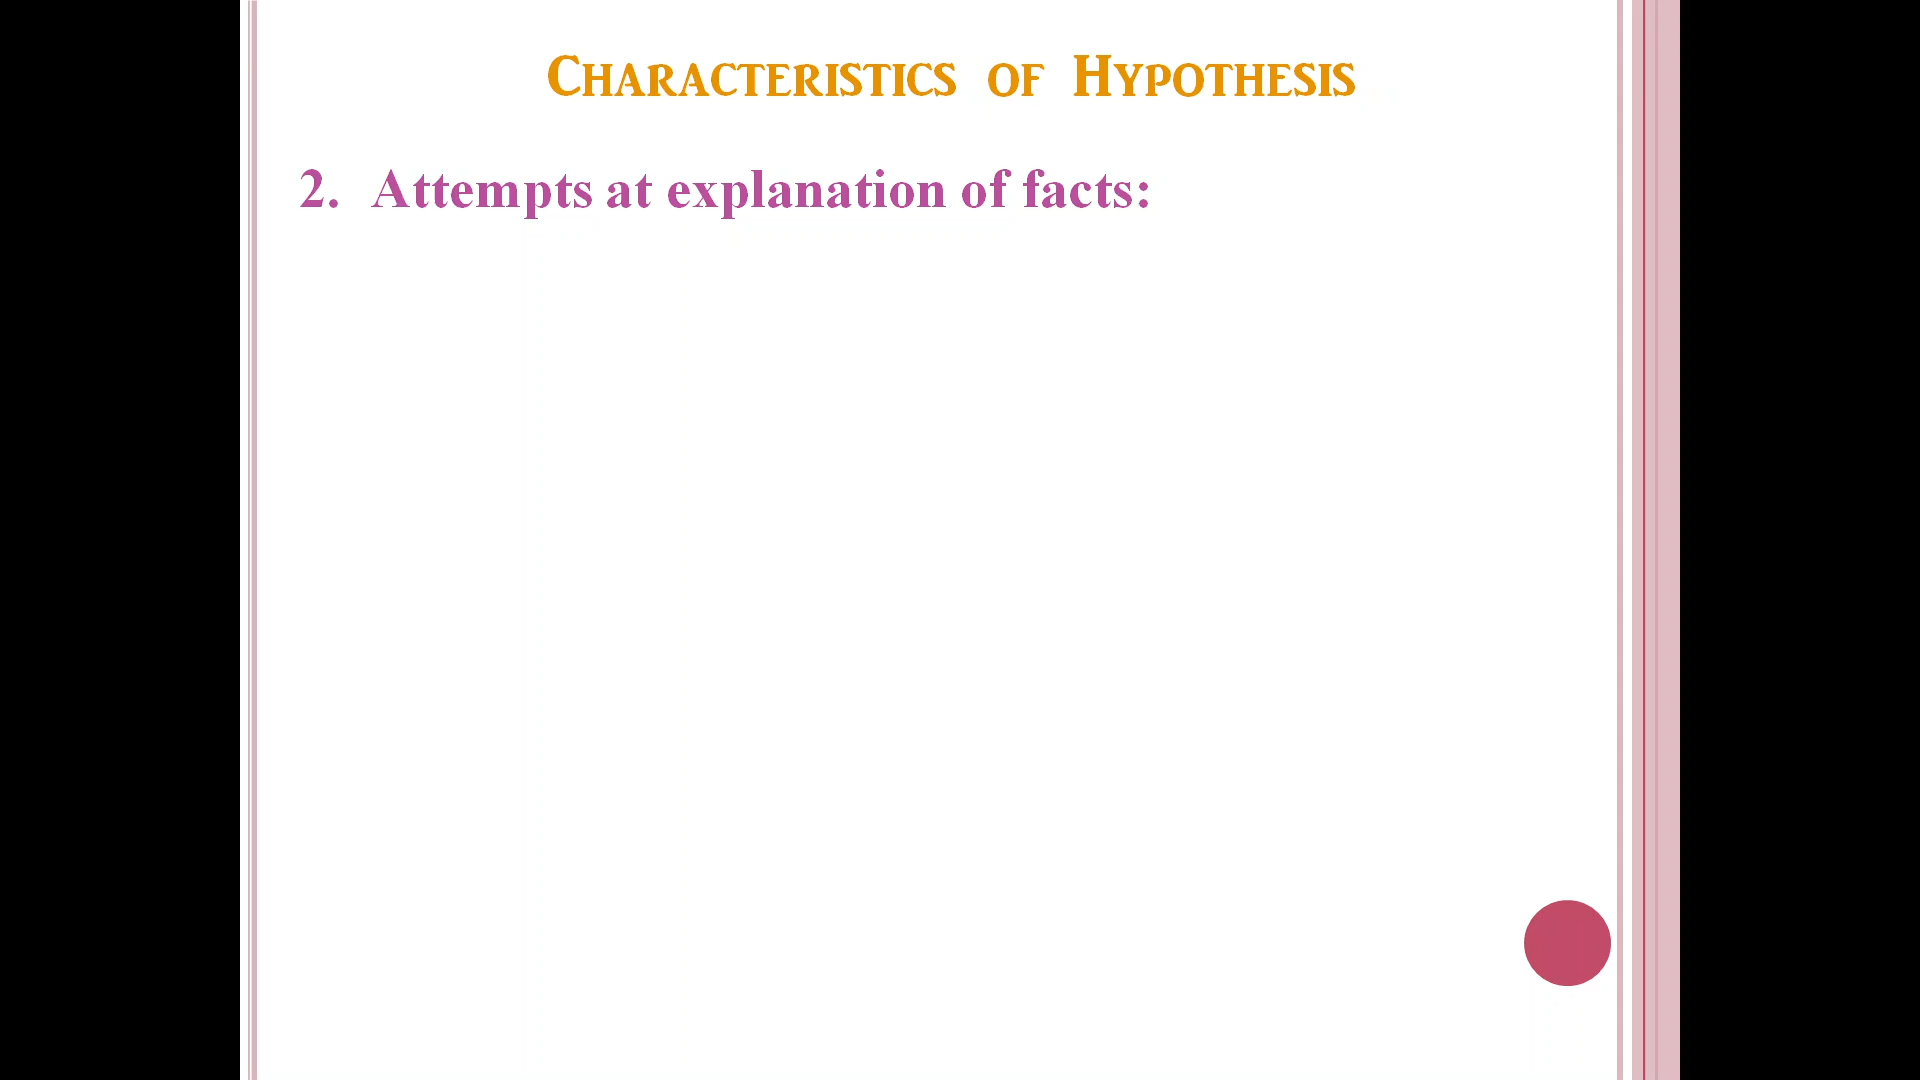 Characteristics of Hypothesis
2. Attempts at explanation of facts: